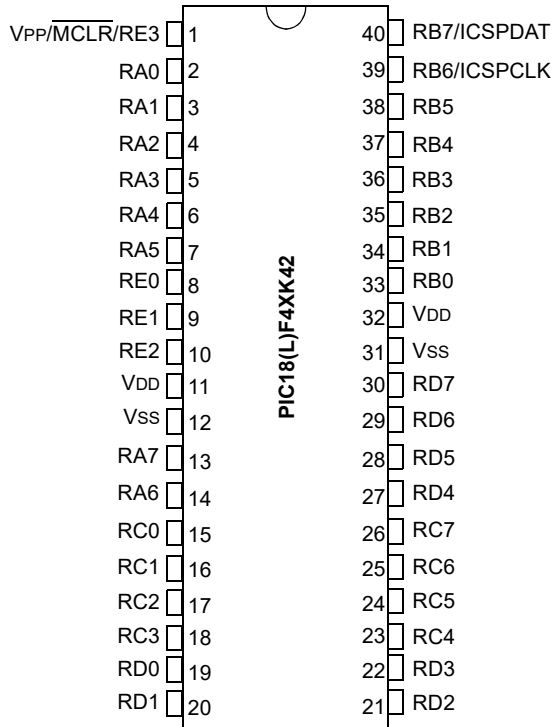 VPP/MCLR/RE3 1 40 RB7/ICSPDAT
RA0 2 39 RB6/ICSPCLK
RA1 3 38 RB5
RA2 4 37 RB4
RA3 5 36 RB3
RA4 6 35 RB2
RA5 7 34 RB1
RE0 8 33 RB0
RE1 9 32 VDD
RE2 10 31 VSS
VDD 11 30 RD7
VSS 12 29 RD6
RA7 13 28 RD5
RA6 14 27 RD4
RC0 15 26 RC7
RC1 16 25 RC6
RC2 17 24 RC5
RC3 18 23 RC4
RD0 19 22 RD3
RD1 20 21 RD2
PIC18(L)F4XK42